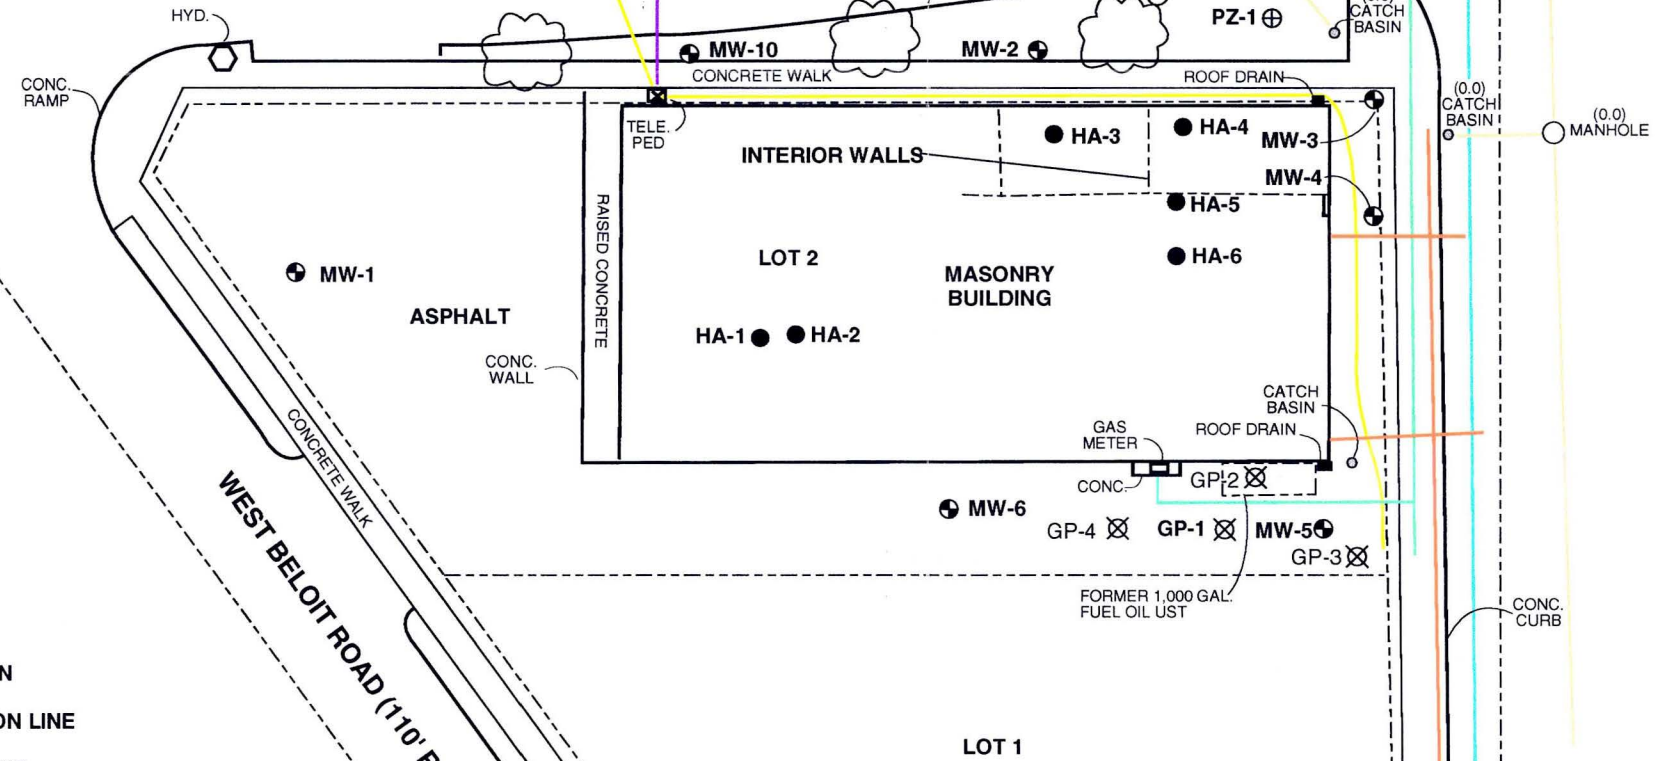 HYD.
MW-10
MW-2
PZ-1
CATCH
BASIN
CONCRETE WALK
ROOF DRAIN
CONC.
RAMP
(0.0)
CATCH
BASIN
(0.0)
MANHOLE
TELE.
PED
HA-3
HA-4
MW-3
INTERIOR WALLS
MW-4
HA-5
RAISED CONCRETE
LOT 2
HA-6
MW-1
MASONRY
BUILDING
ASPHALT
HA-1
HA-2
CONC.
WALL
CATCH
BASIN
GAS
METER
ROOF DRAIN
CONCRETE WALK
CONC.
GP-2
WEST BELOIT ROAD (110'
MW-6
GP-4
GP-1
MW-5
GP-3
FORMER 1,000 GAL.
FUEL OIL UST
CONC.
CURB
N
ON LINE
LOT 1